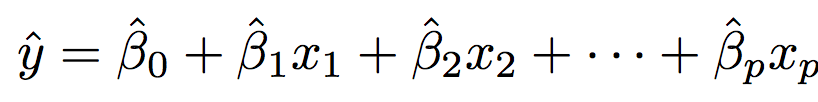 ŷ = β̂₀ + β̂₁x₁ + β̂₂x₂ + ··· + β̂ₚxₚ